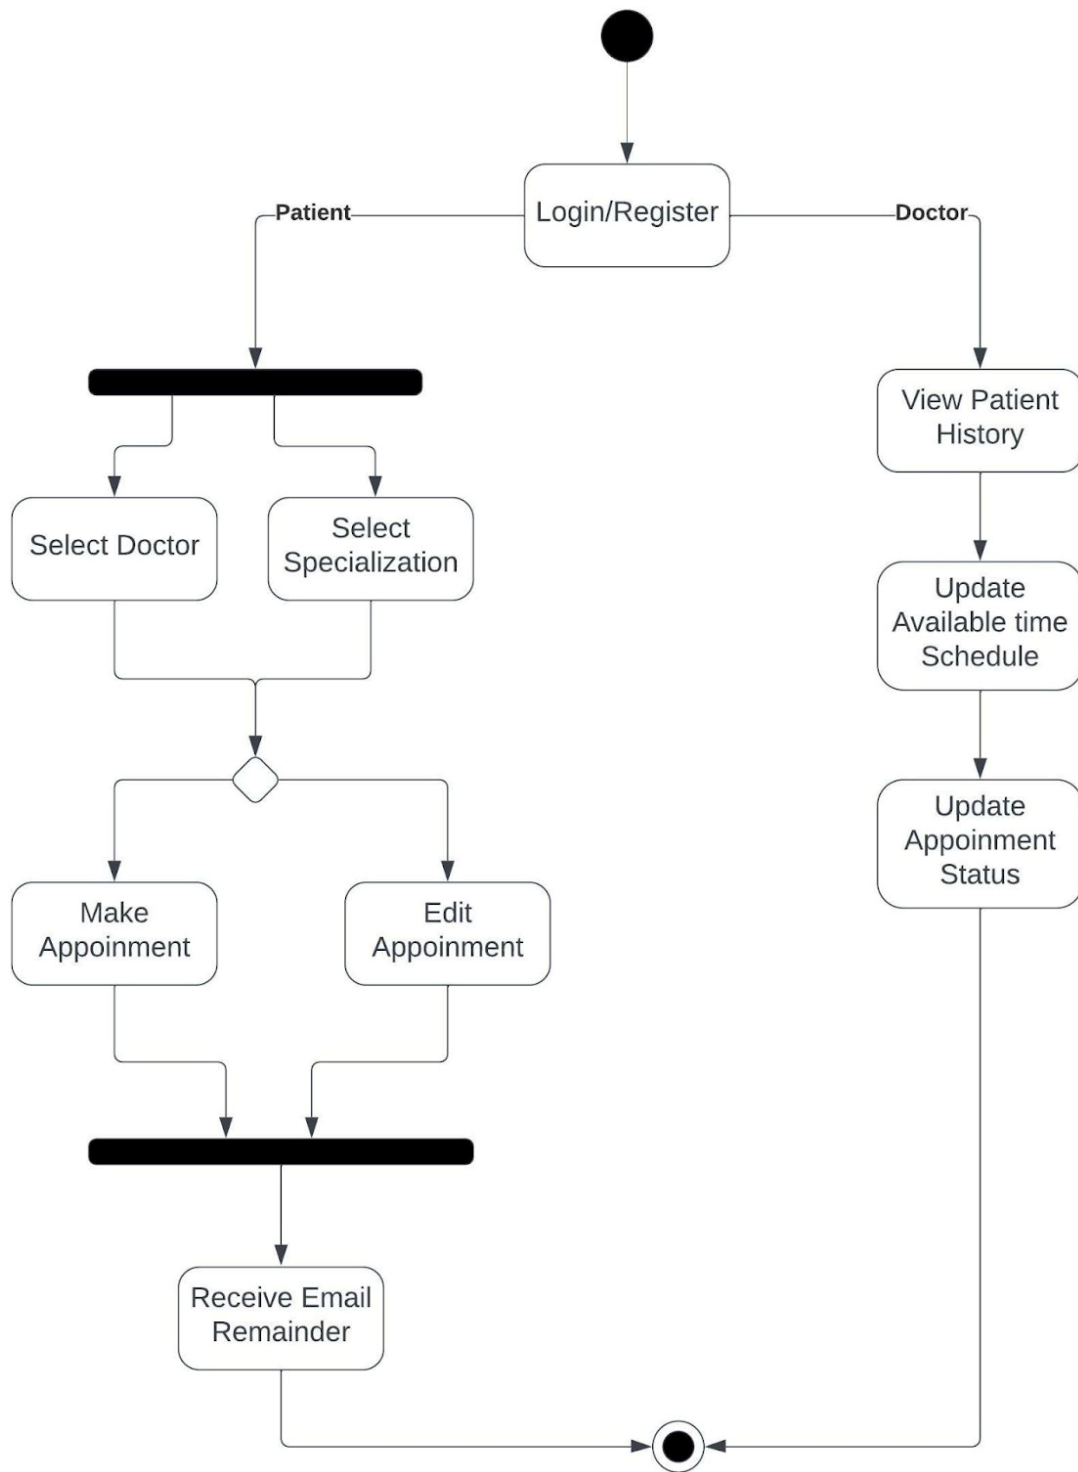 Login/Register
Patient
Doctor
View Patient
History
Select Doctor
Select
Specialization
Update
Available time
Schedule
Update
Appoinment
Status
Make
Appoinment
Edit
Appoinment
Receive Email
Remainder